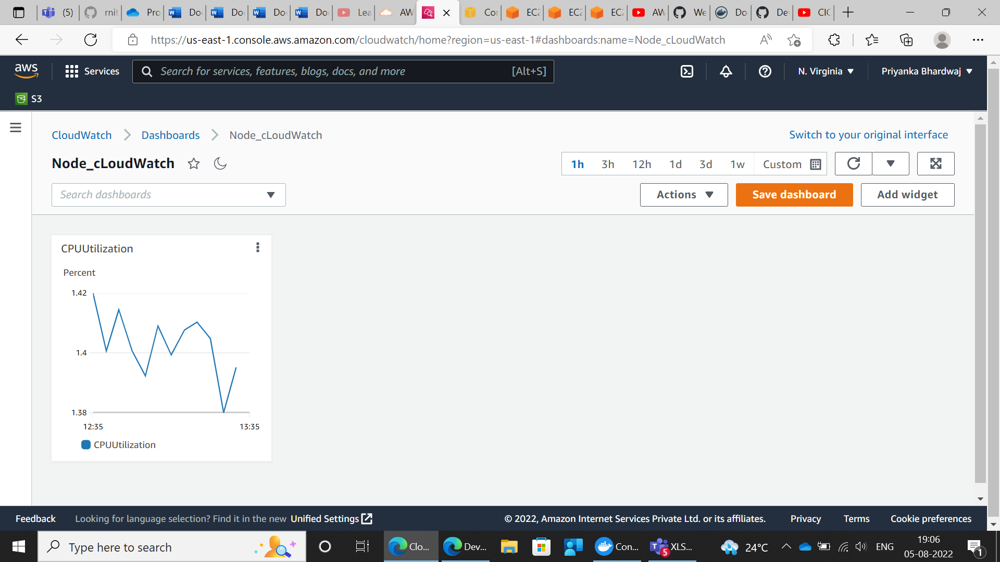 (5)
rnit
Pro
Do
Do
Do
Do
Lea
AW
Cor
EC2
EC2
EC2
AW
We
Do
De
CIC
https://us-east-1.console.aws.amazon.com/cloudwatch/home?region=us-east-1#dashboards:name=Node_cLoudWatch
aws
Services
Search for services, features, blogs, docs, and more [Alt+S]
N. Virginia
Priyanka Bhardwaj
S3
CloudWatch
Dashboards
Node_cLoudWatch
Switch to your original interface
Node_cLoudWatch
1h 3h 12h 1d 3d 1w Custom
Search dashboards
Actions
Save dashboard
Add widget
CPUUtilization
Percent
1.42
1.4
1.38
12:35 13:35
CPUUtilization
Feedback
Looking for language selection? Find it in the new Unified Settings
© 2022, Amazon Internet Services Private Ltd. or its affiliates.
Privacy
Terms
Cookie preferences
Type here to search
Clo...
Dev...
Con...
5
XLS...
24°C
ENG
19:06
05-08-2022
1